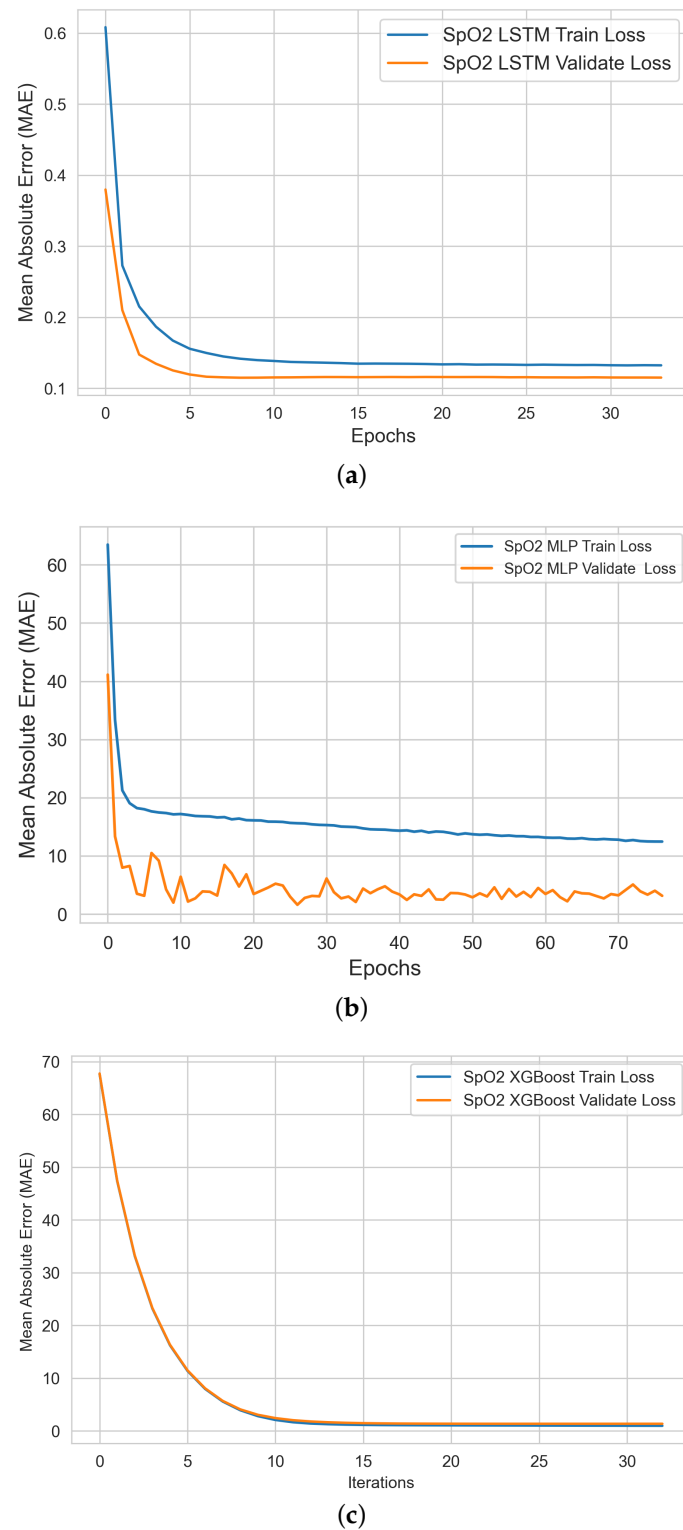 SpO2 LSTM Train Loss
SpO2 LSTM Validate Loss
Mean Absolute Error (MAE)
0.6
0.5
0.4
0.3
0.2
0.1
0 5 10 15 20 25 30
Epochs
(a)
SpO2 MLP Train Loss
SpO2 MLP Validate  Loss
Mean Absolute Error (MAE)
60
50
40
30
20
10
0
0 10 20 30 40 50 60 70
Epochs
(b)
SpO2 XGBoost Train Loss
SpO2 XGBoost Validate Loss
Mean Absolute Error (MAE)
70
60
50
40
30
20
10
0
0 5 10 15 20 25 30
Iterations
(c)